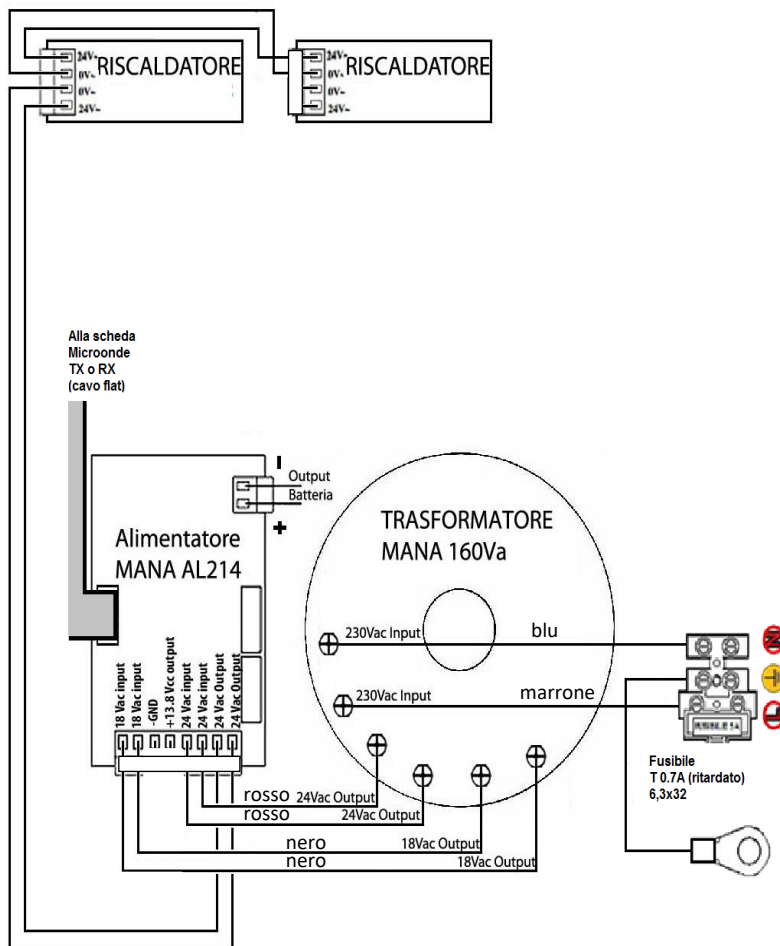 24V~
0V~
0V~
24V~
RISCALDATORE
24V~
0V~
0V~
24V~
RISCALDATORE
Alla scheda
Microonde
TX o RX
(cavo flat)
-
Output
Batteria
+
Alimentatore
MANA AL214
18 Vac input
18 Vac input
-GND
+13.8 Vcc output
24 Vac input
24 Vac input
24 Vac Output
24 Vac Output
TRASFORMATORE
MANA 160Va
230Vac Input
blu
N
230Vac Input
marrone
L
FUSIBILE 5A
Fusibile
T 0.7A (ritardato)
6,3x32
rosso 24Vac Output
rosso 24Vac Output
nero 18Vac Output
nero 18Vac Output